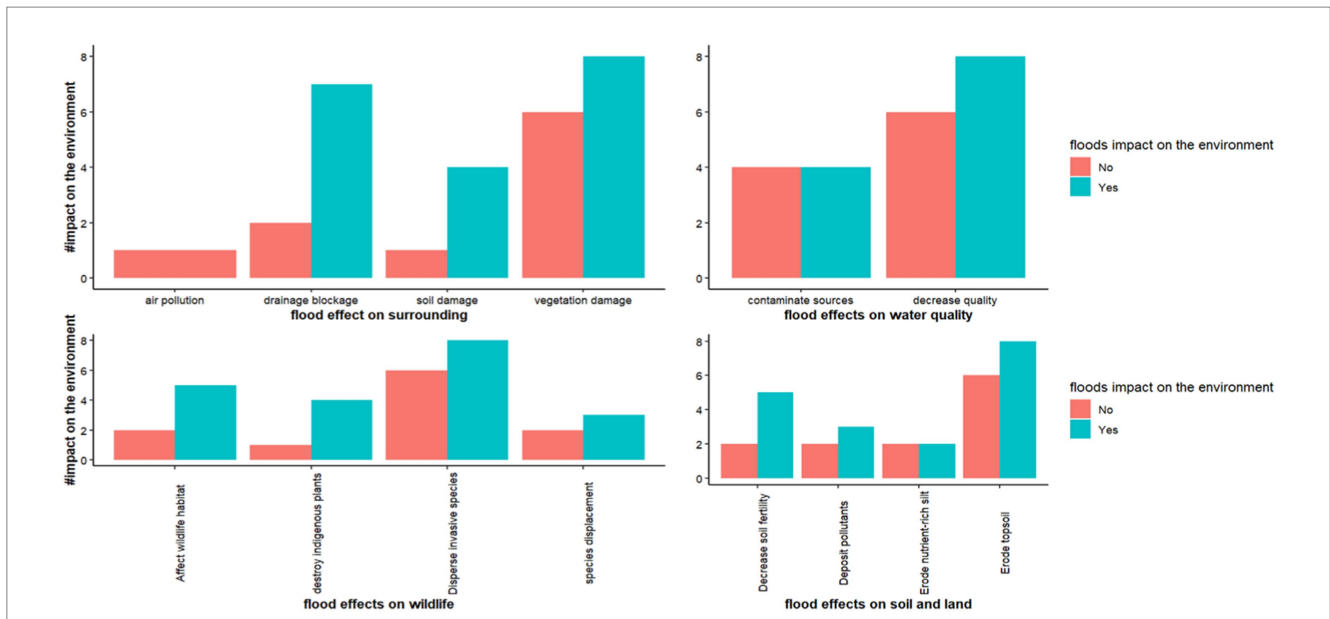 #impact on the environment
8
6
4
2
0
air pollution
drainage blockage
soil damage
vegetation damage
flood effect on surrounding
8
6
4
2
0
contaminate sources
decrease quality
flood effects on water quality
floods impact on the environment
No
Yes
#impact on the environment
8
6
4
2
0
Affect wildlife habitat
destroy indigenous plants
Disperse invasive species
species displacement
flood effects on wildlife
8
6
4
2
0
Decrease soil fertility
Deposit pollutants
Erode nutrient-rich silt
Erode topsoil
flood effects on soil and land
floods impact on the environment
No
Yes